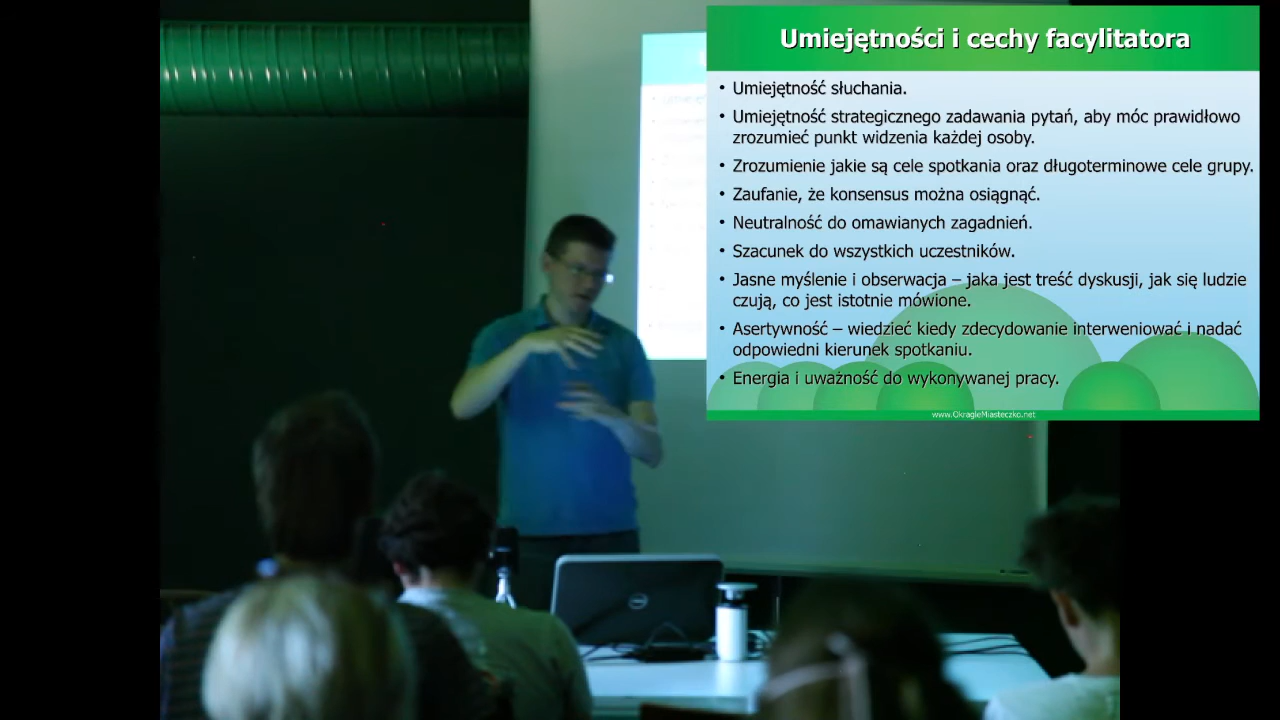 Umiejętności i cechy facylitatora
• Umiejętność słuchania.
• Umiejętność strategicznego zadawania pytań, aby móc prawidłowo
zrozumieć punkt widzenia każdej osoby.
• Zrozumienie jakie są cele spotkania oraz długoterminowe cele grupy.
• Zaufanie, że konsensus można osiągnąć.
• Neutralność do omawianych zagadnień.
• Szacunek do wszystkich uczestników.
• Jasne myślenie i obserwacja – jaka jest treść dyskusji, jak się ludzie
czują, co jest istotnie mówione.
• Asertywność – wiedzieć kiedy zdecydowanie interweniować i nadać
odpowiedni kierunek spotkaniu.
• Energia i uważność do wykonywanej pracy.
www.OkragleMiasteczko.net
DELL